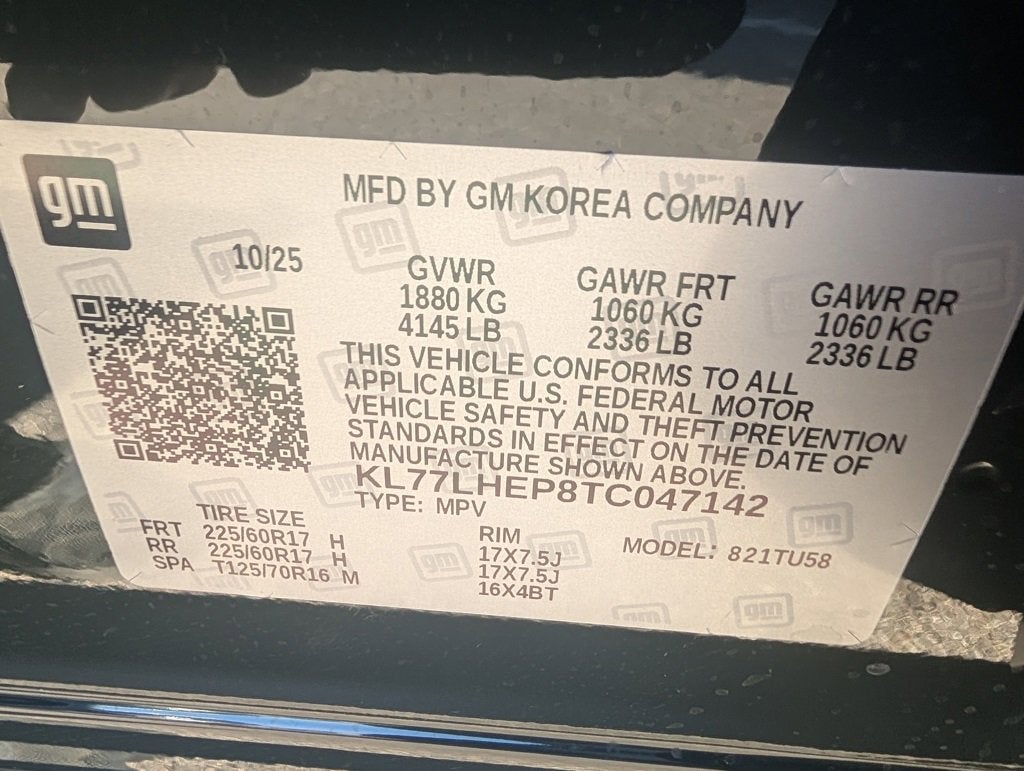 gm
MFD BY GM KOREA COMPANY
10/25
GVWR GAWR FRT GAWR RR
1880 KG 1060 KG 1060 KG
4145 LB 2336 LB 2336 LB
THIS VEHICLE CONFORMS TO ALL
APPLICABLE U.S. FEDERAL MOTOR
VEHICLE SAFETY AND THEFT PREVENTION
STANDARDS IN EFFECT ON THE DATE OF
MANUFACTURE SHOWN ABOVE.
KL77LHEP8TC047142
TYPE: MPV
TIRE SIZE RIM MODEL: 821TU58
FRT 225/60R17 H 17X7.5J
RR 225/60R17 H 17X7.5J
SPA T125/70R16 M 16X4BT